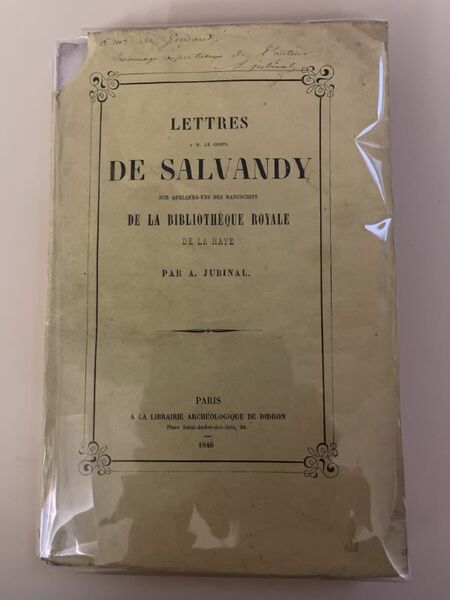 hommage respectueux de l'auteur
A. Jubinal
LETTRES
A M. LE COMTE
DE SALVANDY
SUR QUELQUES-UNS DES MANUSCRITS
DE LA BIBLIOTHÈQUE ROYALE
DE LA HAYE
PAR A. JUBINAL.
PARIS
A LA LIBRAIRIE ARCHÉOLOGIQUE DE DIDRON
Place Saint-André-des-Arts, 30.
1846